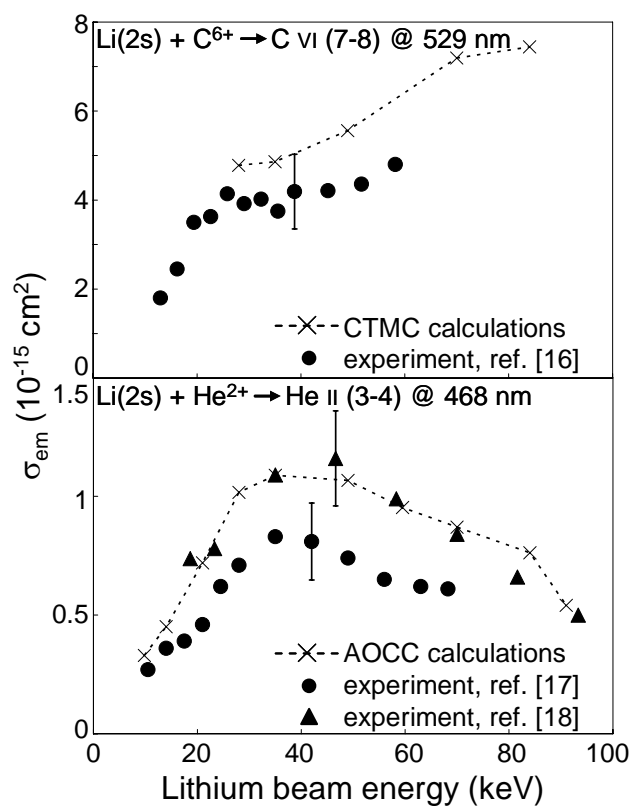 8
Li(2s) + C⁶⁺ → C VI (7-8) @ 529 nm
6
4
2
CTMC calculations
experiment, ref. [16]
0
σem (10⁻¹⁵ cm²)
1.5
Li(2s) + He²⁺ → He II (3-4) @ 468 nm
1
0.5
AOCC calculations
experiment, ref. [17]
experiment, ref. [18]
0
0 20 40 60 80 100
Lithium beam energy (keV)